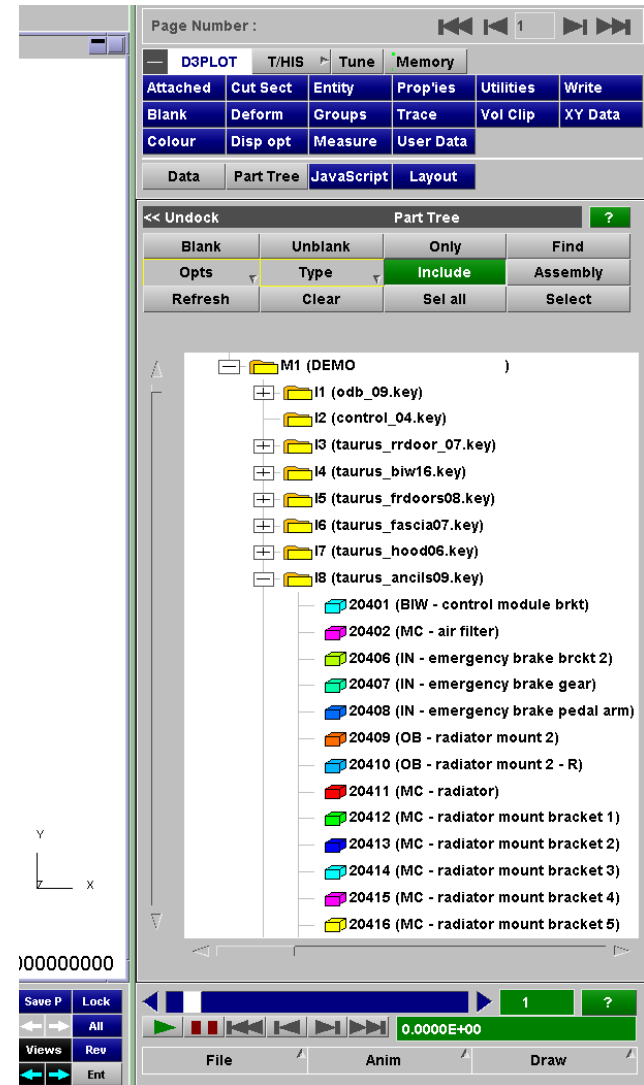 Page Number :
1
D3PLOT T/HIS Tune Memory
Attached Cut Sect Entity Prop'ies Utilities Write
Blank Deform Groups Trace Vol Clip XY Data
Colour Disp opt Measure User Data
Data Part Tree JavaScript Layout
<< Undock Part Tree ?
Blank Unblank Only Find
Opts Type Include Assembly
Refresh Clear Sel all Select
M1 (DEMO )
I1 (odb_09.key)
I2 (control_04.key)
I3 (taurus_rrdoor_07.key)
I4 (taurus_biw16.key)
I5 (taurus_frdoors08.key)
I6 (taurus_fascia07.key)
I7 (taurus_hood06.key)
I8 (taurus_ancils09.key)
20401 (BIW - control module brkt)
20402 (MC - air filter)
20406 (IN - emergency brake brckt 2)
20407 (IN - emergency brake gear)
20408 (IN - emergency brake pedal arm)
20409 (OB - radiator mount 2)
20410 (OB - radiator mount 2 - R)
20411 (MC - radiator)
20412 (MC - radiator mount bracket 1)
20413 (MC - radiator mount bracket 2)
20414 (MC - radiator mount bracket 3)
20415 (MC - radiator mount bracket 4)
20416 (MC - radiator mount bracket 5)
Y
Z X
000000000
Save P Lock
All
Views Rev
Ent
1 ?
0.0000E+00
File Anim Draw